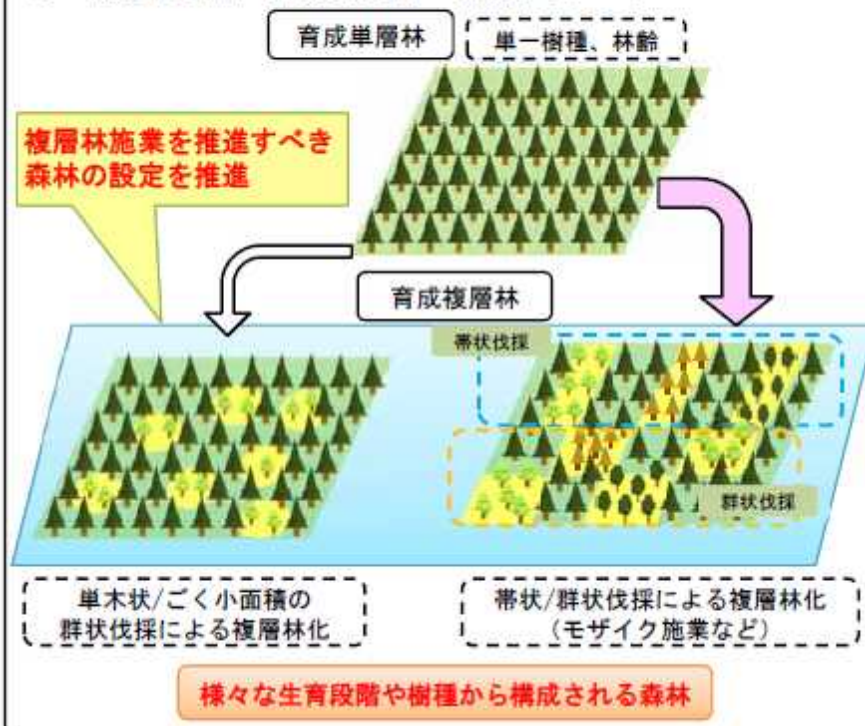 育成単層林
単一樹種、林齢
複層林施業を推進すべき
森林の設定を推進
育成複層林
帯状伐採
群状伐採
単木状/ごく小面積の
群状伐採による複層林化
帯状/群状伐採による複層林化
（モザイク施業など）
様々な生育段階や樹種から構成される森林